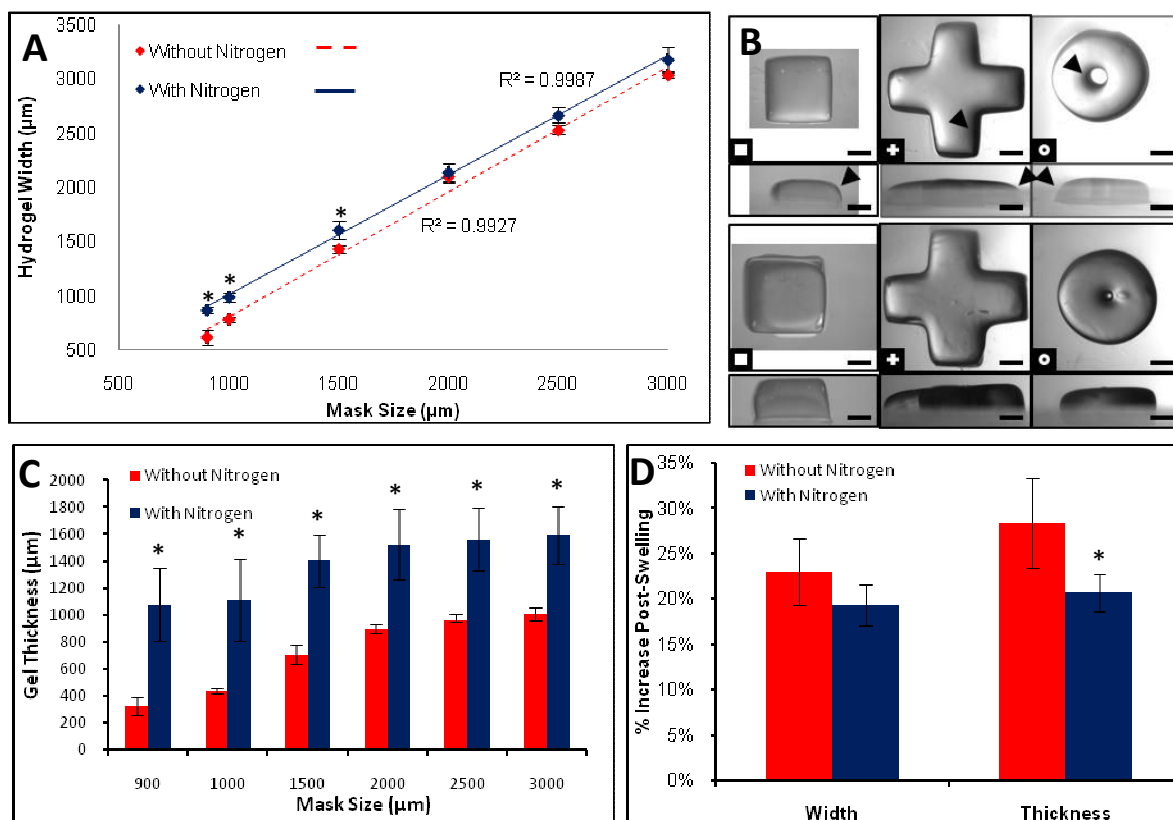 A
Without Nitrogen
With Nitrogen
R² = 0.9987
R² = 0.9927
Hydrogel Width (µm)
3500
3000
2500
2000
1500
1000
500
* * *
500 1000 1500 2000 2500 3000
Mask Size (µm)
B
C
Without Nitrogen
With Nitrogen
Gel Thickness (µm)
2000
1800
1600
1400
1200
1000
800
600
400
200
0
* * * * * *
900 1000 1500 2000 2500 3000
Mask Size (µm)
D
Without Nitrogen
With Nitrogen
% Increase Post-Swelling
35%
30%
25%
20%
15%
10%
5%
0%
*
Width Thickness